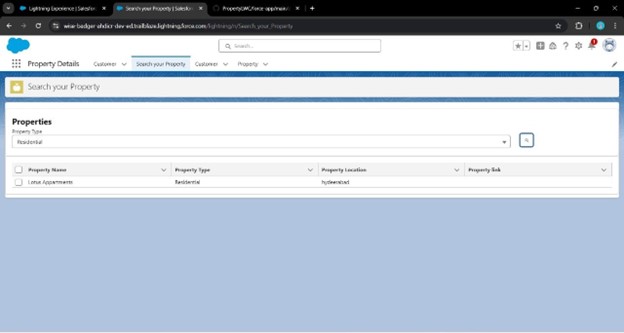 Lightning Experience | Salesfor
Search your Property | Salesfor
PropertyLWC/force-app/main/
wise-badger-ahdicr-dev-ed.trailblaze.lightning.force.com/lightning/n/Search_your_Property
Search...
Property Details
Customer
Search your Property
Customer
Property
Search your Property
Properties
Property Type
Residential
Property Name
Property Type
Property Location
Property link
Lotus Appartments
Residential
hyderabad